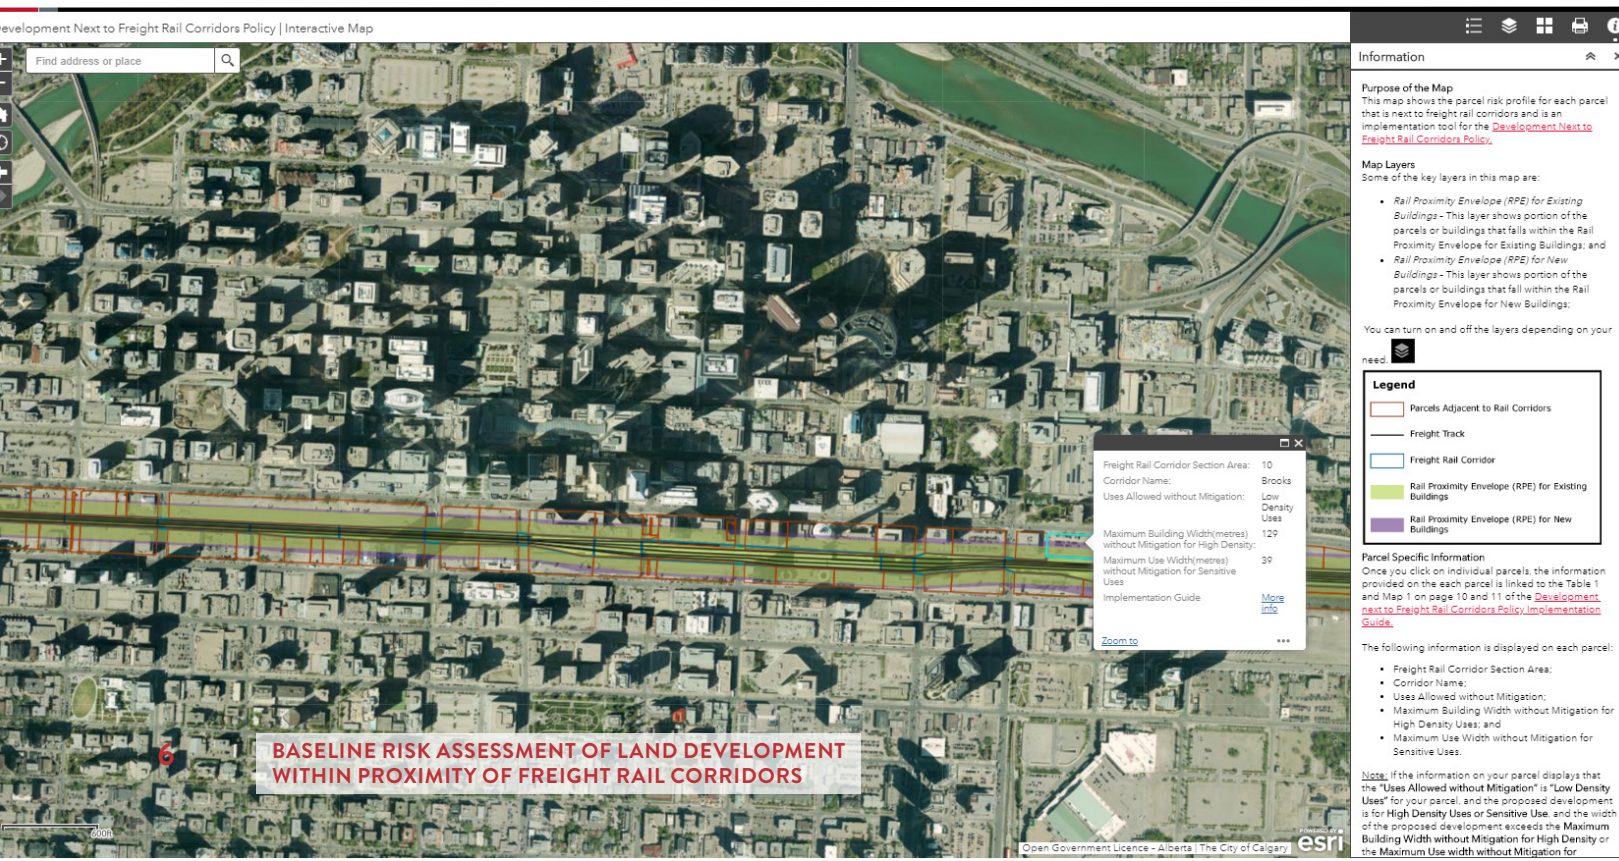 evelopment Next to Freight Rail Corridors Policy | Interactive Map
Find address or place
Information
Purpose of the Map
This map shows the parcel risk profile for each parcel
that is next to freight rail corridors and is an
implementation tool for the Development Next to
Freight Rail Corridors Policy.
Map Layers
Some of the key layers in this map are:
• Rail Proximity Envelope (RPE) for Existing
Buildings - This layer shows portion of the
parcels or buildings that falls within the Rail
Proximity Envelope for Existing Buildings; and
• Rail Proximity Envelope (RPE) for New
Buildings - This layer shows portion of the
parcels or buildings that fall within the Rail
Proximity Envelope for New Buildings;
You can turn on and off the layers depending on your
need.
Legend
Parcels Adjacent to Rail Corridors
Freight Track
Freight Rail Corridor
Rail Proximity Envelope (RPE) for Existing
Buildings
Rail Proximity Envelope (RPE) for New
Buildings
Parcel Specific Information
Once you click on individual parcels, the information
provided on the each parcel is linked to the Table 1
and Map 1 on page 10 and 11 of the Development
next to Freight Rail Corridors Policy Implementation
Guide.
The following information is displayed on each parcel:
• Freight Rail Corridor Section Area;
• Corridor Name;
• Uses Allowed without Mitigation;
• Maximum Building Width without Mitigation for
High Density Uses; and
• Maximum Use Width without Mitigation for
Sensitive Uses.
Note: If the information on your parcel displays that
the "Uses Allowed without Mitigation" is "Low Density
Uses" for your parcel, and the proposed development
is for High Density Uses or Sensitive Use, and the width
of the proposed development exceeds the Maximum
Building Width without Mitigation for High Density or
the Maximum Use width without Mitigation for
Freight Rail Corridor Section Area: 10
Corridor Name: Brooks
Uses Allowed without Mitigation: Low
Density
Uses
Maximum Building Width(metres) 129
without Mitigation for High Density:
Maximum Use Width(metres) 39
without Mitigation for Sensitive
Uses
Implementation Guide More
info
Zoom to
6
BASELINE RISK ASSESSMENT OF LAND DEVELOPMENT
WITHIN PROXIMITY OF FREIGHT RAIL CORRIDORS
600ft
Open Government Licence - Alberta | The City of Calgary
POWERED BY
esri